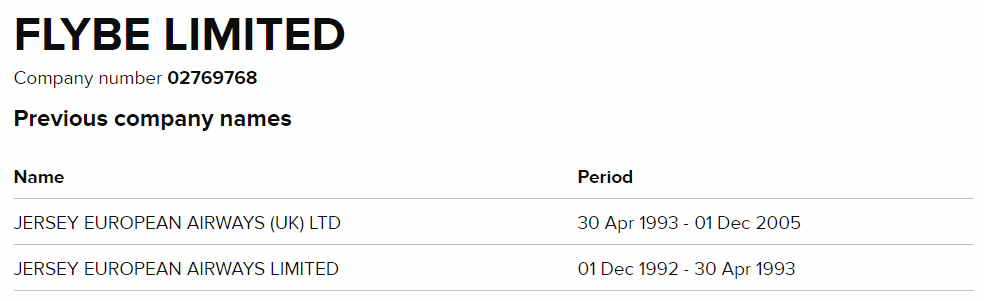 FLYBE LIMITED
Company number 02769768
Previous company names
Name Period
JERSEY EUROPEAN AIRWAYS (UK) LTD 30 Apr 1993 - 01 Dec 2005
JERSEY EUROPEAN AIRWAYS LIMITED 01 Dec 1992 - 30 Apr 1993